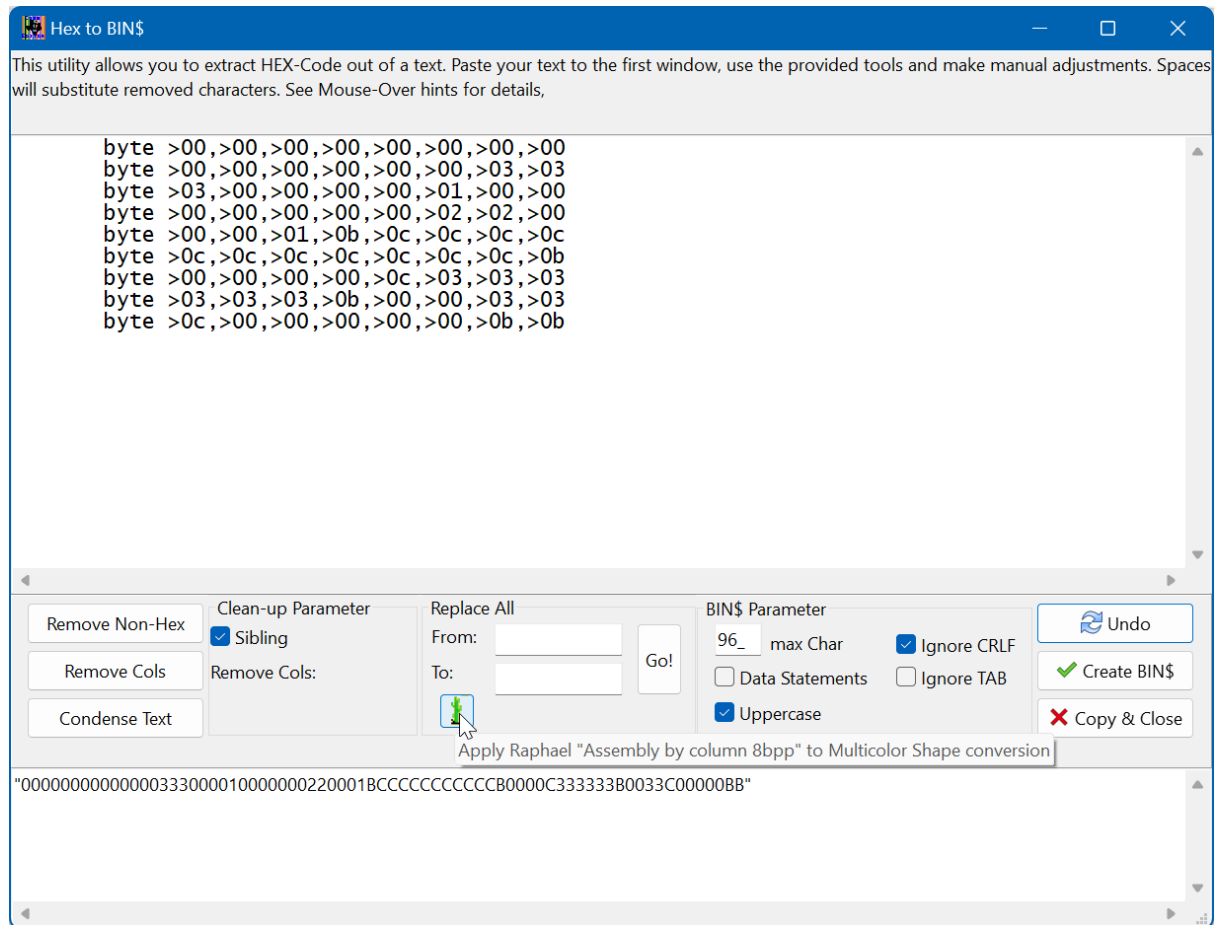 Hex to BIN$
This utility allows you to extract HEX-Code out of a text. Paste your text to the first window, use the provided tools and make manual adjustments. Spaces
will substitute removed characters. See Mouse-Over hints for details,
byte >00,>00,>00,>00,>00,>00,>00,>00
byte >00,>00,>00,>00,>00,>00,>03,>03
byte >03,>00,>00,>00,>00,>01,>00,>00
byte >00,>00,>00,>00,>00,>02,>02,>00
byte >00,>00,>01,>0b,>0c,>0c,>0c,>0c
byte >0c,>0c,>0c,>0c,>0c,>0c,>0c,>0b
byte >00,>00,>00,>00,>0c,>03,>03,>03
byte >03,>03,>03,>0b,>00,>00,>03,>03
byte >0c,>00,>00,>00,>00,>00,>0b,>0b
Remove Non-Hex
Remove Cols
Condense Text
Clean-up Parameter
Sibling
Remove Cols:
Replace All
From:
To:
Go!
BIN$ Parameter
96_ max Char
Ignore CRLF
Data Statements
Ignore TAB
Uppercase
Undo
Create BIN$
Copy & Close
Apply Raphael "Assembly by column 8bpp" to Multicolor Shape conversion
"00000000000000333000010000000220001BCCCCCCCCCCCB0000C333333B0033C00000BB"